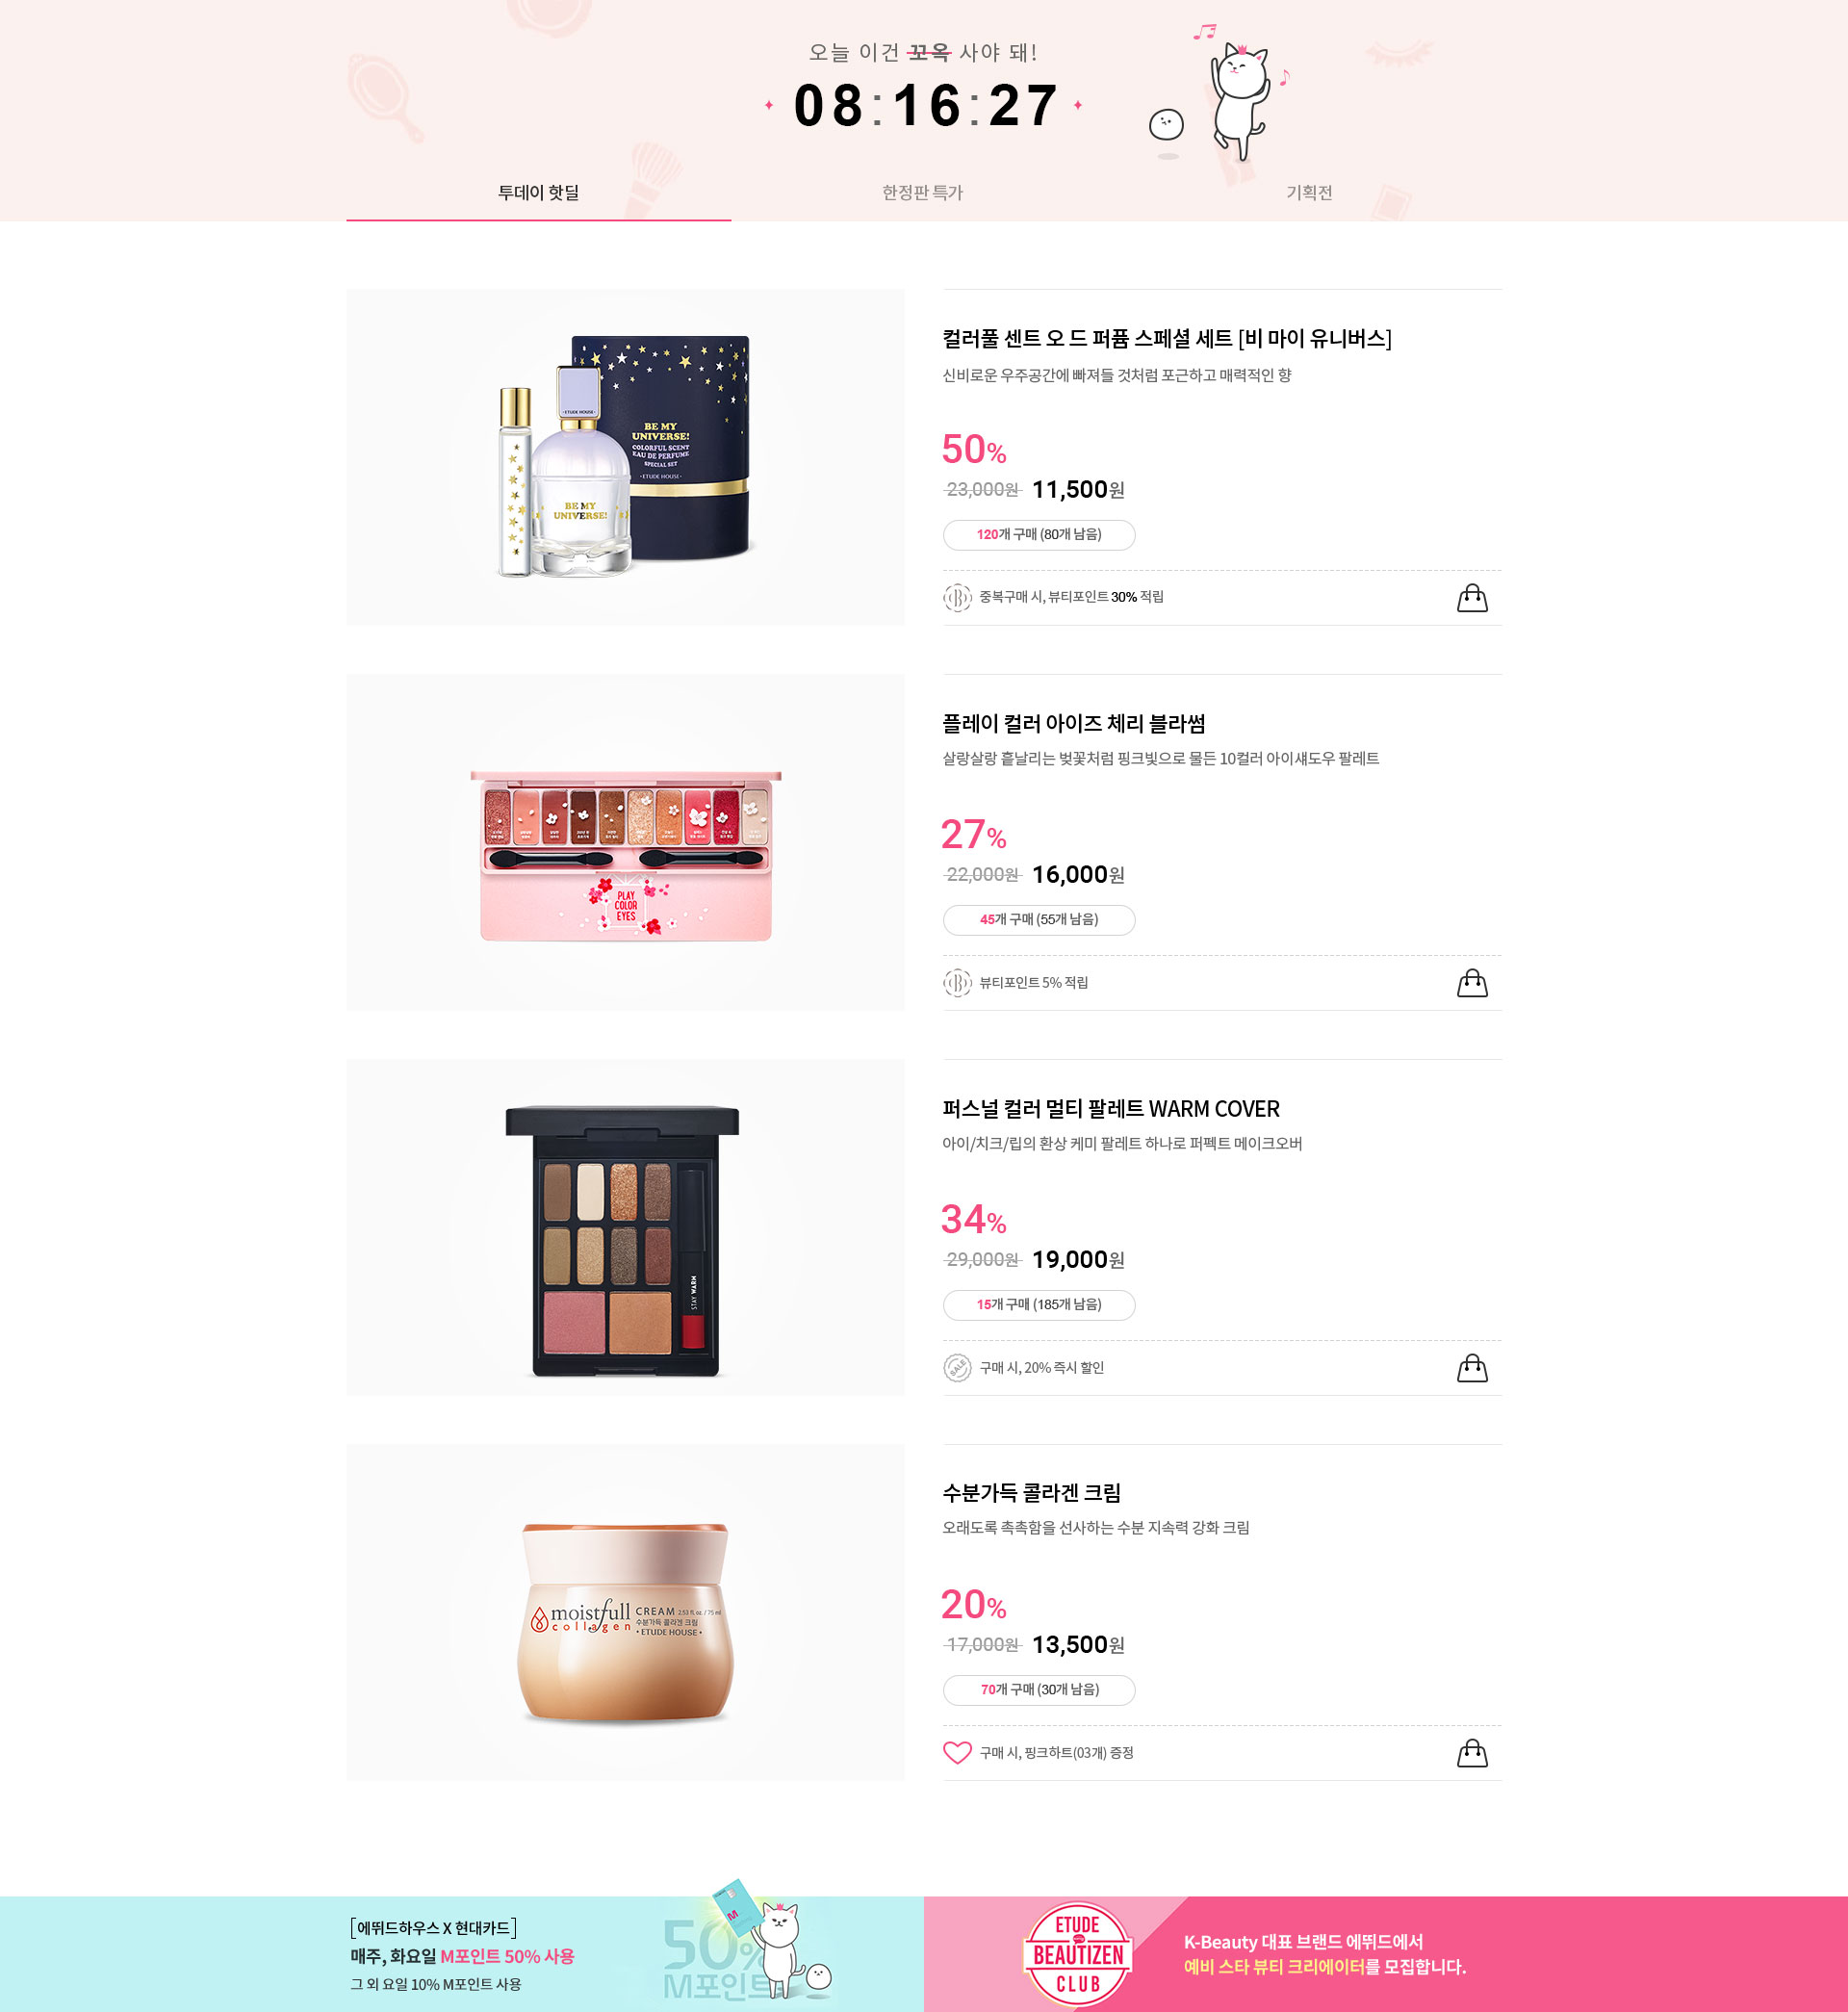 오늘 이건 꼬옥 사야 돼!
08:16:27
투데이 핫딜
한정판 특가
기획전
BE MY
UNIVERSE!
COLORFUL SCENT
EAU DE PERFUME
SPECIAL SET
·ETUDE HOUSE·
·ETUDE HOUSE·
BE MY
UNIVERSE!
컬러풀 센트 오 드 퍼퓸 스페셜 세트 [비 마이 유니버스]
신비로운 우주공간에 빠져들 것처럼 포근하고 매력적인 향
50%
23,000원 11,500원
120개 구매 (80개 남음)
중복구매 시, 뷰티포인트 30% 적립
PLAY
COLOR
EYES
플레이 컬러 아이즈 체리 블라썸
살랑살랑 흩날리는 벚꽃처럼 핑크빛으로 물든 10컬러 아이섀도우 팔레트
27%
22,000원 16,000원
45개 구매 (55개 남음)
뷰티포인트 5% 적립
STAY WARM
퍼스널 컬러 멀티 팔레트 WARM COVER
아이/치크/립의 환상 케미 팔레트 하나로 퍼펙트 메이크오버
34%
29,000원 19,000원
15개 구매 (185개 남음)
SALE
구매 시, 20% 즉시 할인
moistfull
collagen
CREAM 2.53 fl. oz. / 75 ml
수분가득 콜라겐 크림
·ETUDE HOUSE·
수분가득 콜라겐 크림
오래도록 촉촉함을 선사하는 수분 지속력 강화 크림
20%
17,000원 13,500원
70개 구매 (30개 남음)
구매 시, 핑크하트(03개) 증정
[에뛰드하우스 X 현대카드]
매주, 화요일 M포인트 50% 사용
그 외 요일 10% M포인트 사용
50%
M포인트
M
ETUDE
BEAUTIZEN
CLUB
K-Beauty 대표 브랜드 에뛰드에서
예비 스타 뷰티 크리에이터를 모집합니다.